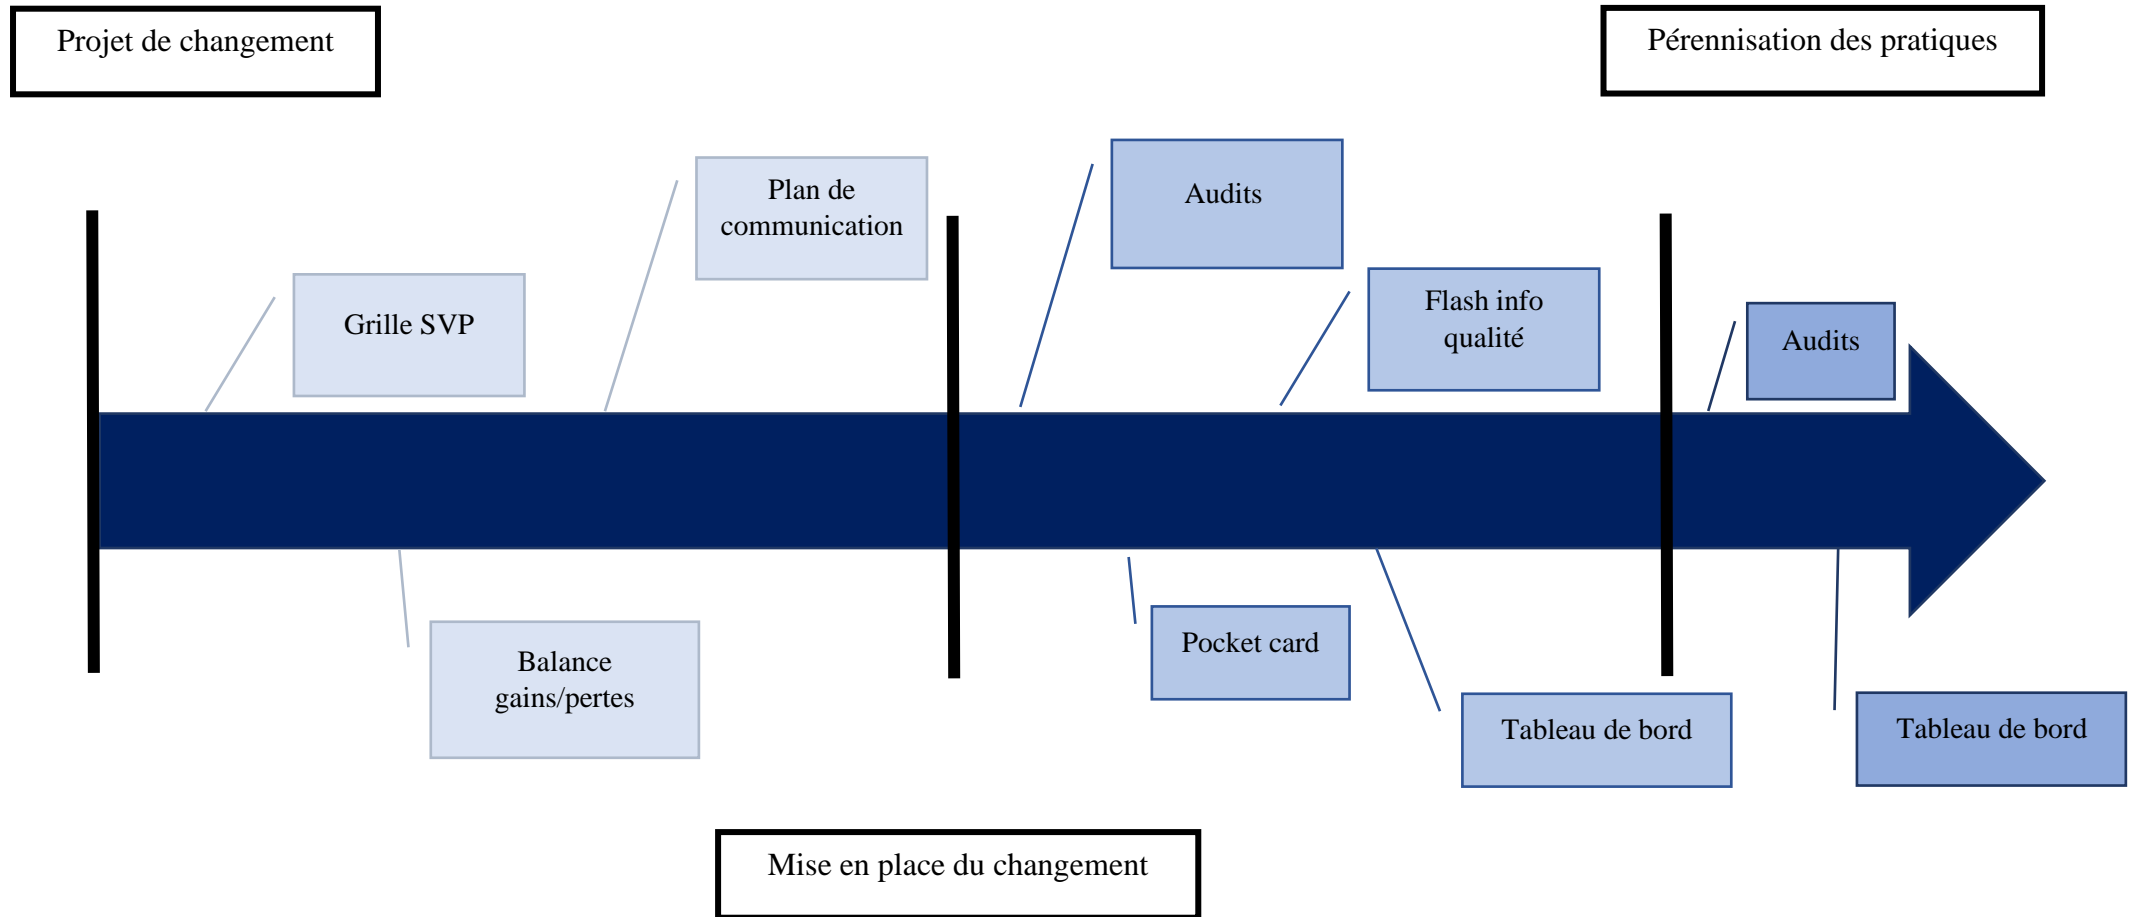 Projet de changement
Pérennisation des pratiques
Plan de
communication
Audits
Grille SVP
Flash info
qualité
Audits
Balance
gains/pertes
Pocket card
Tableau de bord
Tableau de bord
Mise en place du changement